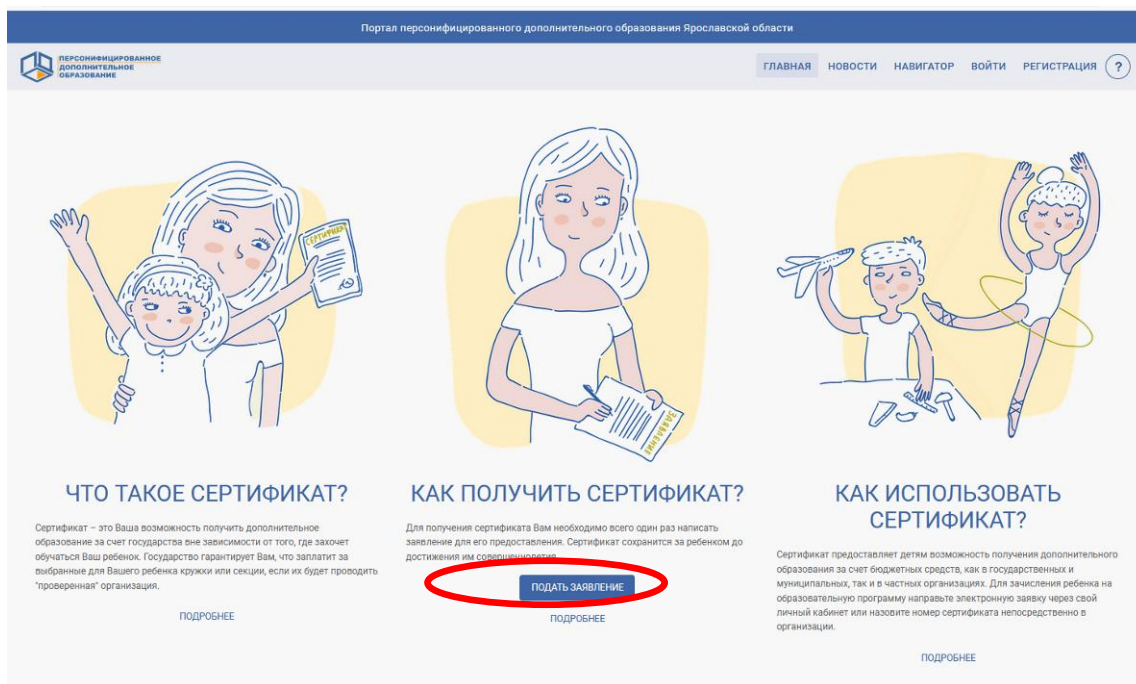 Портал персонифицированного дополнительного образования Ярославской области
ПЕРСОНИФИЦИРОВАННОЕ
ДОПОЛНИТЕЛЬНОЕ
ОБРАЗОВАНИЕ
ГЛАВНАЯ НОВОСТИ НАВИГАТОР ВОЙТИ РЕГИСТРАЦИЯ ?
СЕРТИФИКАТ
ЗАЯВЛЕНИЕ
ЧТО ТАКОЕ СЕРТИФИКАТ?
Сертификат – это Ваша возможность получить дополнительное
образование за счет государства вне зависимости от того, где захочет
обучаться Ваш ребенок. Государство гарантирует Вам, что заплатит за
выбранные для Вашего ребенка кружки или секции, если их будет проводить
"проверенная" организация.
ПОДРОБНЕЕ
КАК ПОЛУЧИТЬ СЕРТИФИКАТ?
Для получения сертификата Вам необходимо всего один раз написать
заявление для его предоставления. Сертификат сохранится за ребенком до
достижения им совершеннолетия.
ПОДАТЬ ЗАЯВЛЕНИЕ
ПОДРОБНЕЕ
КАК ИСПОЛЬЗОВАТЬ
СЕРТИФИКАТ?
Сертификат предоставляет детям возможность получения дополнительного
образования за счет бюджетных средств, как в государственных и
муниципальных, так и в частных организациях. Для зачисления ребенка на
образовательную программу направьте электронную заявку через свой
личный кабинет или назовите номер сертификата непосредственно в
организации.
ПОДРОБНЕЕ